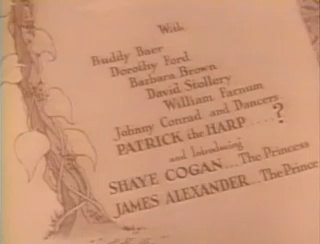 With
Buddy Baer
Dorothy Ford
Barbara Brown
David Stollery
William Farnum
Johnny Conrad and Dancers
PATRICK the HARP ....?
and Introducing
SHAYE COGAN... The Princess
JAMES ALEXANDER... The Prince